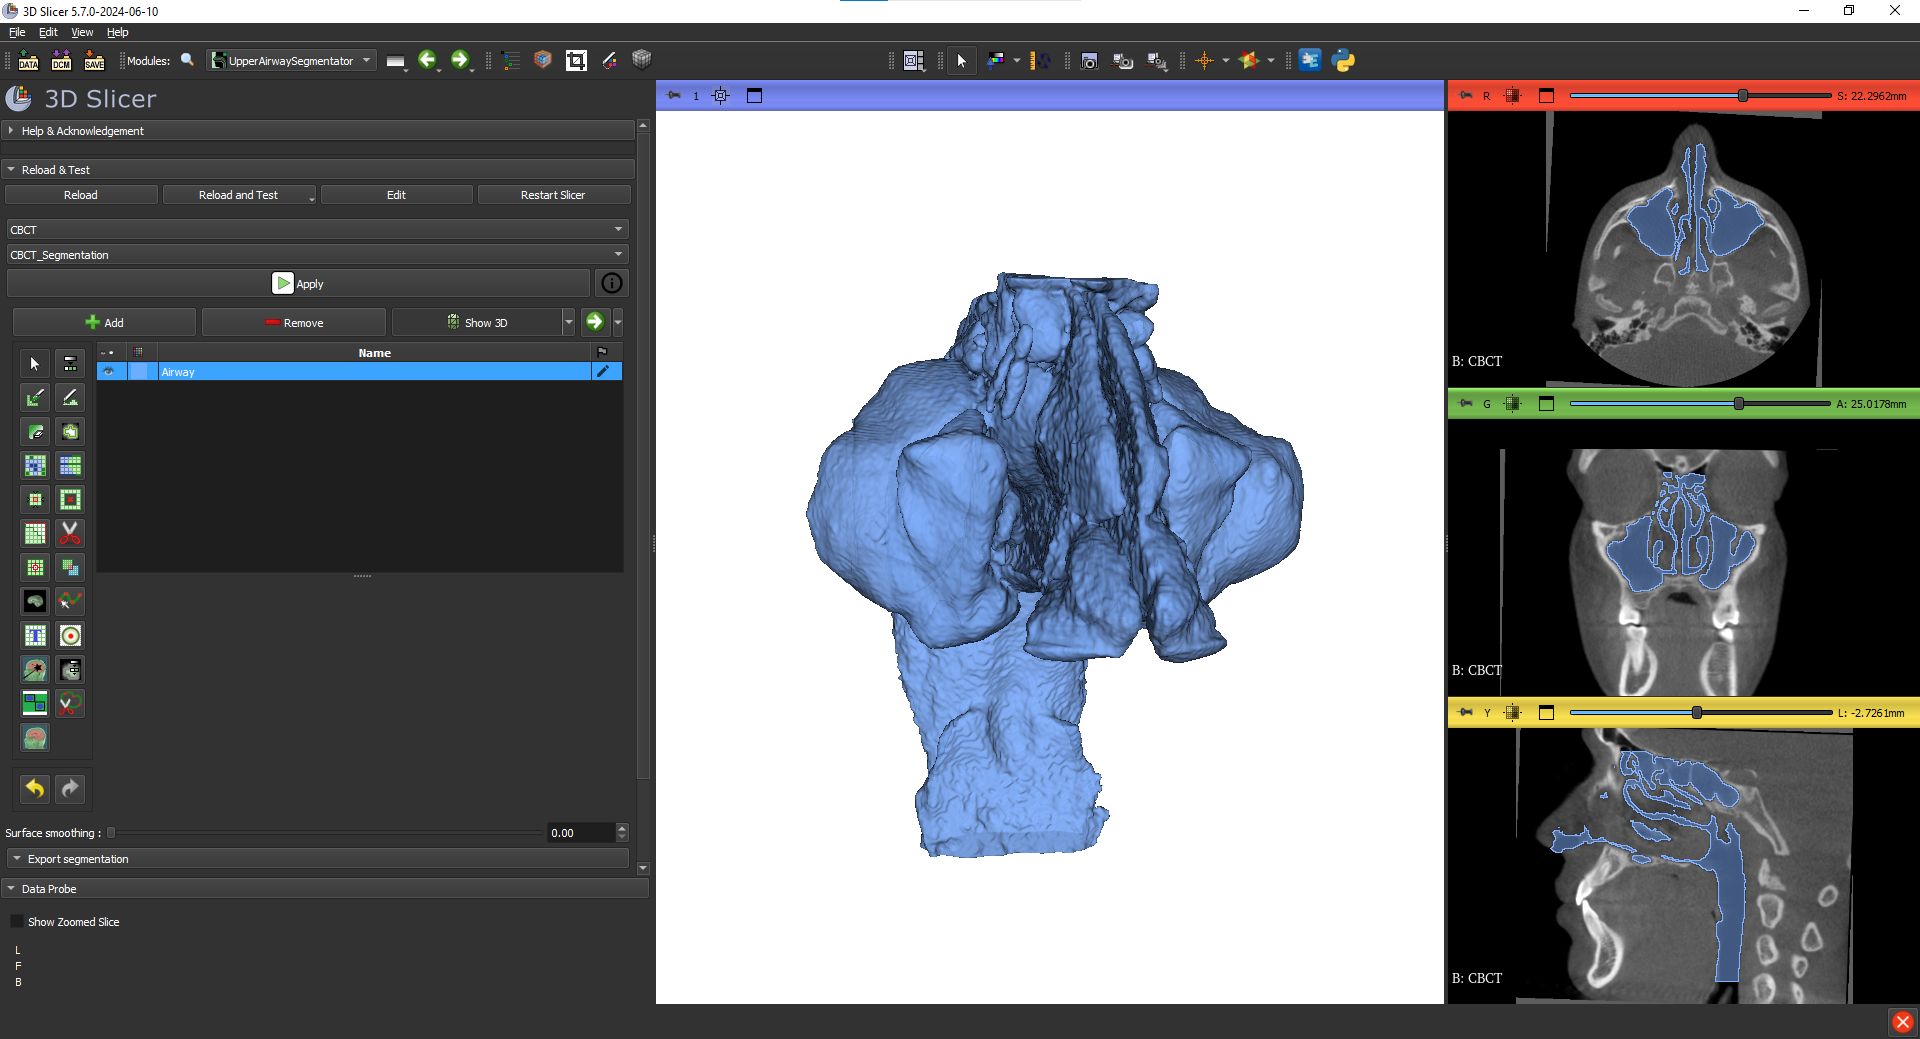 3D Slicer 5.7.0-2024-06-10
File Edit View Help
DATA DCM SAVE Modules: UpperAirwaySegmentator
3D Slicer
Help & Acknowledgement
Reload & Test
Reload Reload and Test Edit Restart Slicer
CBCT
CBCT_Segmentation
Apply
Add Remove Show 3D
Name
Airway
Surface smoothing : 0.00
Export segmentation
Data Probe
Show Zoomed Slice
L
F
B
1
R S: 22.2962mm
B: CBCT
G A: 25.0178mm
B: CBCT
Y L: -2.7261mm
B: CBCT